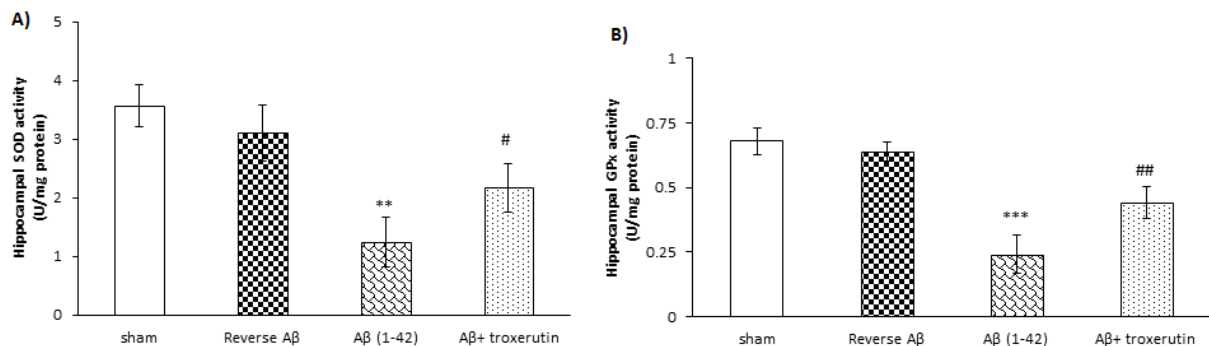 A)
Hippocampal SOD activity
(U/mg protein)
5
4
3
2
1
0
**
#
sham
Reverse Aβ
Aβ (1-42)
Aβ+ troxerutin
B)
Hippocampal GPx activity
(U/mg protein)
1
0.75
0.5
0.25
0
***
##
sham
Reverse Aβ
Aβ (1-42)
Aβ+ troxerutin